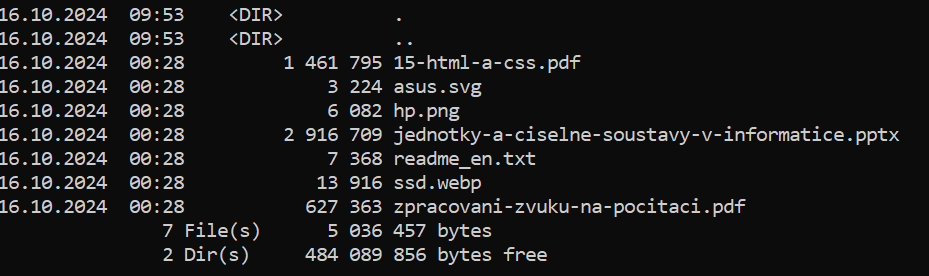 16.10.2024  09:53    <DIR>          .
16.10.2024  09:53    <DIR>          ..
16.10.2024  00:28         1 461 795 15-html-a-css.pdf
16.10.2024  00:28             3 224 asus.svg
16.10.2024  00:28             6 082 hp.png
16.10.2024  00:28         2 916 709 jednotky-a-ciselne-soustavy-v-informatice.pptx
16.10.2024  00:28             7 368 readme_en.txt
16.10.2024  00:28            13 916 ssd.webp
16.10.2024  00:28           627 363 zpracovani-zvuku-na-pocitaci.pdf
               7 File(s)      5 036 457 bytes
               2 Dir(s)     484 089 856 bytes free